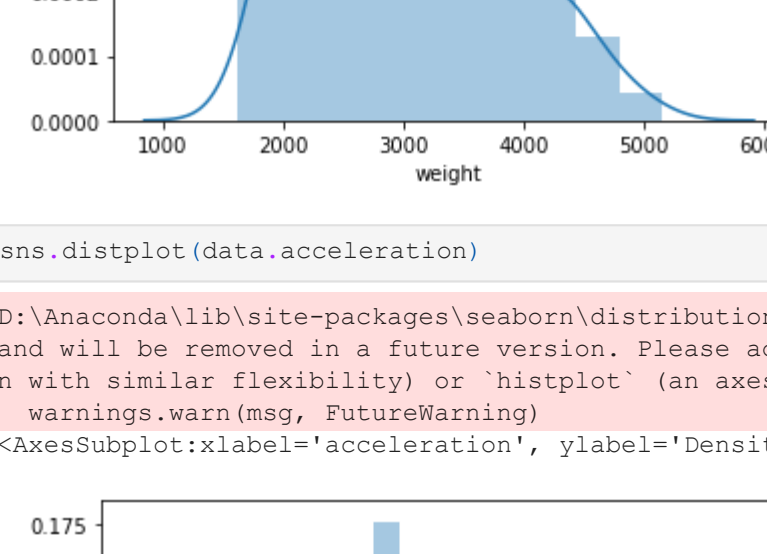 0.0001
0.0000
1000 2000 3000 4000 5000
weight
sns.distplot(data.acceleration)
D:\Anaconda\lib\site-packages\seaborn\distribution
and will be removed in a future version. Please
n with similar flexibility) or `histplot` (an
warnings.warn(msg, FutureWarning)
<AxesSubplot:xlabel='acceleration', ylabel='Densit
0.175